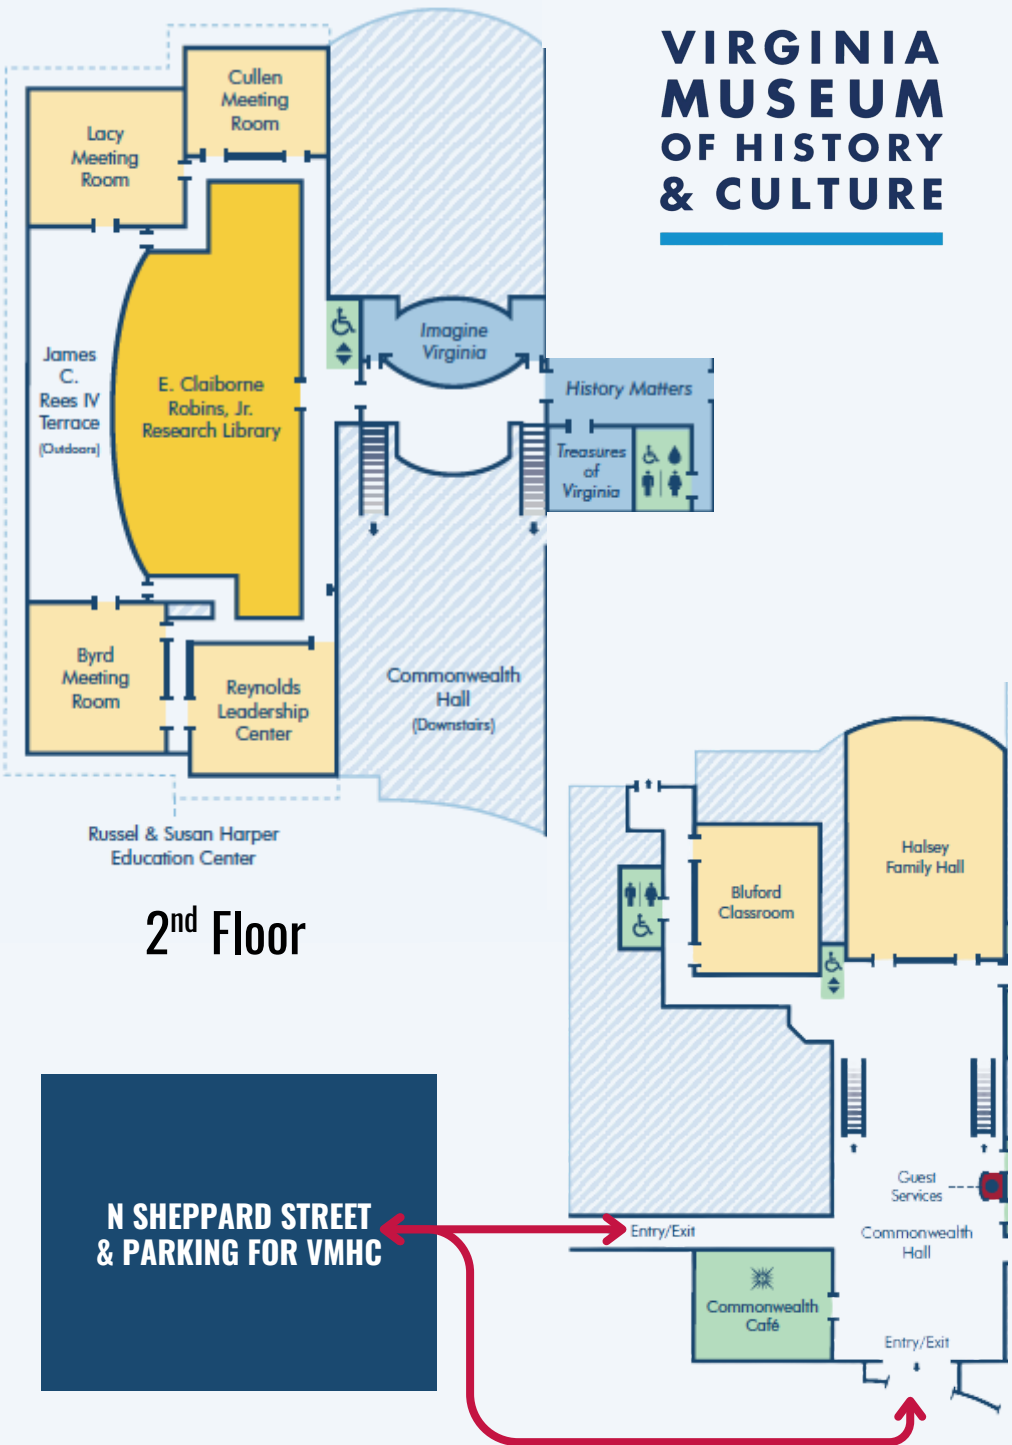 VIRGINIA
MUSEUM
OF HISTORY
& CULTURE
Cullen
Meeting
Room
Lacy
Meeting
Room
Imagine
Virginia
James
C.
Rees IV
Terrace
(Outdoors)
E. Claiborne
Robins, Jr.
Research Library
History Matters
Treasures
of
Virginia
Byrd
Meeting
Room
Reynolds
Leadership
Center
Commonwealth
Hall
(Downstairs)
Russel & Susan Harper
Education Center
2nd Floor
Halsey
Family Hall
Bluford
Classroom
Guest
Services
Commonwealth
Hall
N SHEPPARD STREET
& PARKING FOR VMHC
Entry/Exit
Commonwealth
Café
Entry/Exit